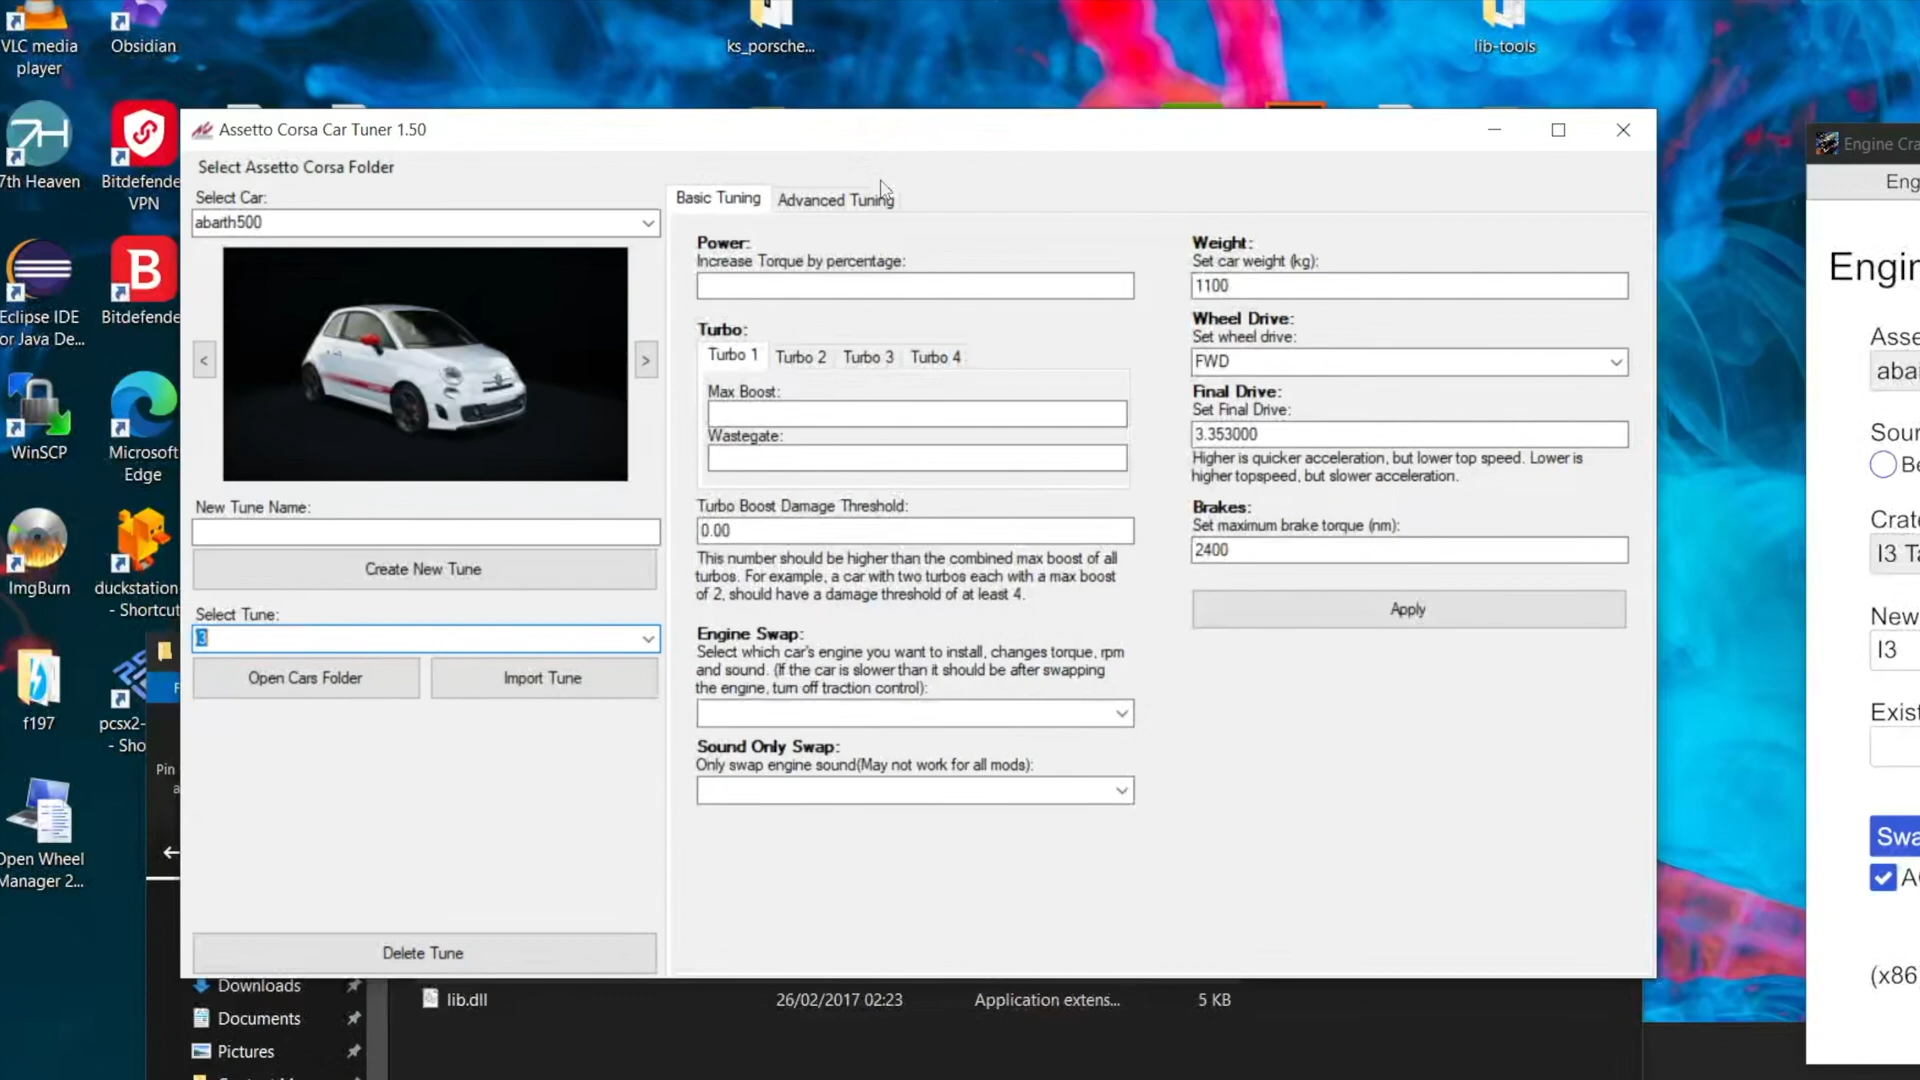 VLC media
player
Obsidian
ks_porsche...
lib-tools
7th Heaven
Bitdefende
VPN
Eclipse IDE
or Java De...
Bitdefende
WinSCP
Microsoft
Edge
ImgBurn
duckstation
- Shortcut
f197
pcsx2-
- Sho
Open Wheel
Manager 2...
Assetto Corsa Car Tuner 1.50
Select Assetto Corsa Folder
Select Car:
abarth500
<
>
New Tune Name:
Create New Tune
Select Tune:
I3
Open Cars Folder
Import Tune
Delete Tune
Basic Tuning
Advanced Tuning
Power:
Increase Torque by percentage:
Turbo:
Turbo 1
Turbo 2
Turbo 3
Turbo 4
Max Boost:
Wastegate:
Turbo Boost Damage Threshold:
0.00
This number should be higher than the combined max boost of all
turbos. For example, a car with two turbos each with a max boost
of 2, should have a damage threshold of at least 4.
Engine Swap:
Select which car's engine you want to install, changes torque, rpm
and sound. (If the car is slower than it should be after swapping
the engine, turn off traction control):
Sound Only Swap:
Only swap engine sound(May not work for all mods):
Weight:
Set car weight (kg):
1100
Wheel Drive:
Set wheel drive:
FWD
Final Drive:
Set Final Drive:
3.353000
Higher is quicker acceleration, but lower top speed. Lower is
higher topspeed, but slower acceleration.
Brakes:
Set maximum brake torque (nm):
2400
Apply
Engine Cra
Eng
Engin
Asse
abar
Sour
Be
Crate
I3 Ta
New
I3
Exist
Swa
A
(x86
F
Pin
a
Downloads
Documents
Pictures
lib.dll
26/02/2017 02:23
Application extens...
5 KB